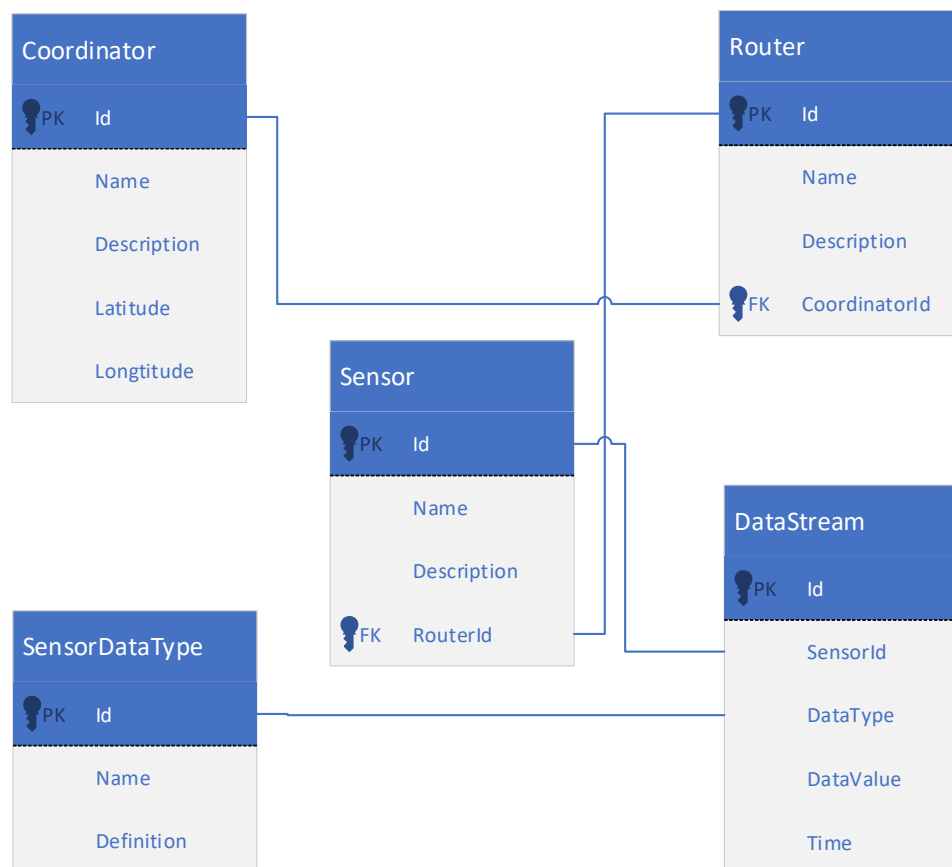 Coordinator
PK Id
Name
Description
Latitude
Longtitude
Router
PK Id
Name
Description
FK CoordinatorId
Sensor
PK Id
Name
Description
FK RouterId
DataStream
PK Id
SensorId
DataType
DataValue
Time
SensorDataType
PK Id
Name
Definition